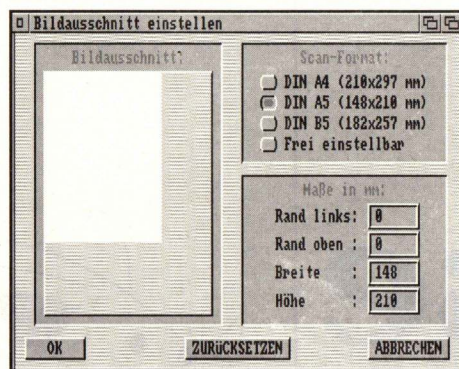 Bildausschnitt einstellen
Bildausschnitt:
Scan-Format:
DIN A4 (210x297 mm)
DIN A5 (148x210 mm)
DIN B5 (182x257 mm)
Frei einstellbar
Maße in mm:
Rand links: 0
Rand oben : 0
Breite : 148
Höhe : 210
OK
ZURüCKSETZEN
ABBRECHEN